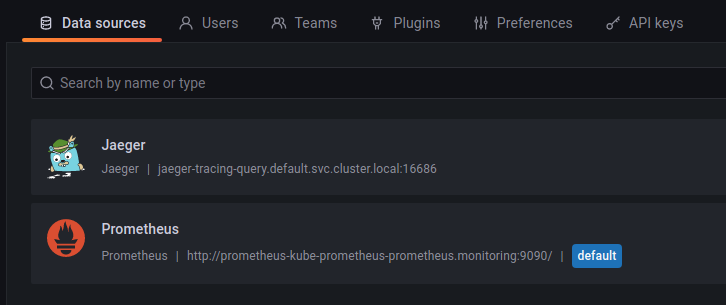 Data sources Users Teams Plugins Preferences API keys
Search by name or type
Jaeger
Jaeger | jaeger-tracing-query.default.svc.cluster.local:16686
Prometheus
Prometheus | http://prometheus-kube-prometheus-prometheus.monitoring:9090/ | default